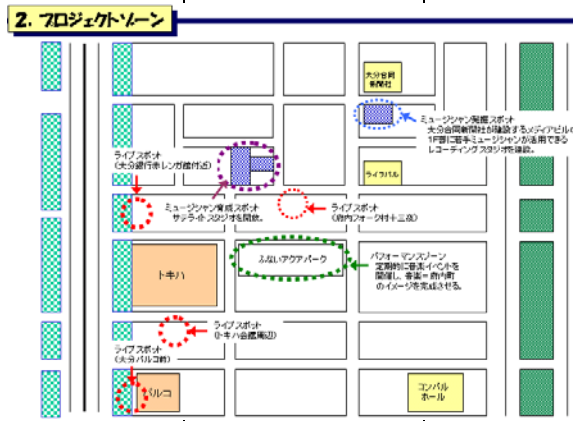 2. プロジェクトゾーン
大分合同
新聞社
ミュージシャン発掘スポット
大分合同新聞社が建設するメディアビルの
1F部に若手ミュージシャンが活用できる
レコーディングスタジオを建設。
ライブスポット
(大分銀行赤レンガ館付近)
ライフパル
ミュージシャン育成スポット
サテライトスタジオを開放。
ライブスポット
(府内フォーク村十三夜)
トキハ
ふないアクアパーク
パフォーマンスゾーン
定期的に音楽イベントを
開催し、音楽=府内町
のイメージを完成させる。
ライブスポット
(トキハ会館周辺)
ライブスポット
(大分パルコ前)
パルコ
コンパル
ホール